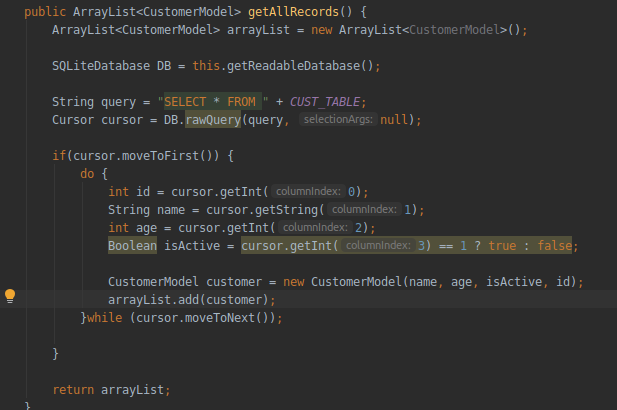 public ArrayList<CustomerModel> getAllRecords() {
ArrayList<CustomerModel> arrayList = new ArrayList<CustomerModel>();
SQLiteDatabase DB = this.getReadableDatabase();
String query = "SELECT * FROM " + CUST_TABLE;
Cursor cursor = DB.rawQuery(query, selectionArgs: null);
if(cursor.moveToFirst()) {
do {
int id = cursor.getInt( columnIndex: 0);
String name = cursor.getString( columnIndex: 1);
int age = cursor.getInt( columnIndex: 2);
Boolean isActive = cursor.getInt( columnIndex: 3) == 1 ? true : false;
CustomerModel customer = new CustomerModel(name, age, isActive, id);
arrayList.add(customer);
}while (cursor.moveToNext());
}
return arrayList;
}